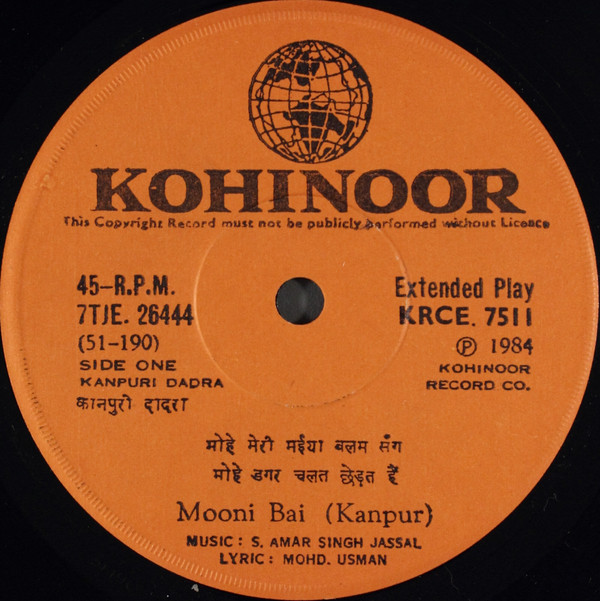 KOHINOOR
This Copyright Record must not be publicly performed without Licence
45-R.P.M.
7TJE. 26444
(51-190)
SIDE ONE
KANPURI DADRA
कानपुरी दादरा
Extended Play
KRCE. 7511
Ⓟ 1984
KOHINOOR
RECORD CO.
मोहे मेरी मईया बलम संग
मोहे डगर चलत छेड़त हैं
Mooni Bai (Kanpur)
MUSIC: S. AMAR SINGH JASSAL
LYRIC: MOHD. USMAN